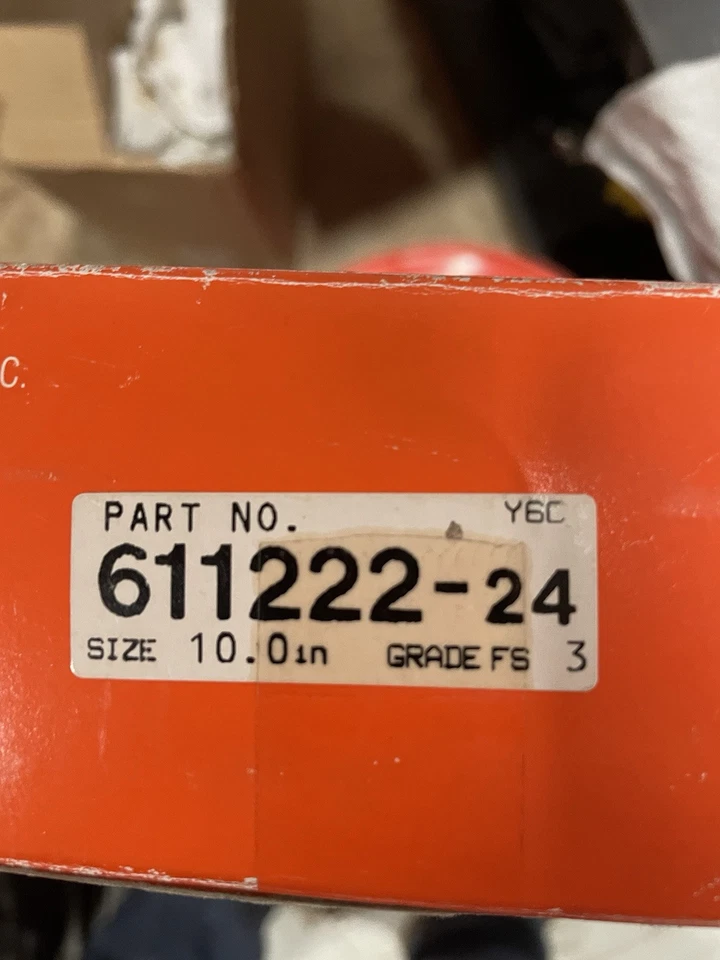 C.
PART NO. Y6C
611222-24
SIZE 10.0in GRADE FS 3